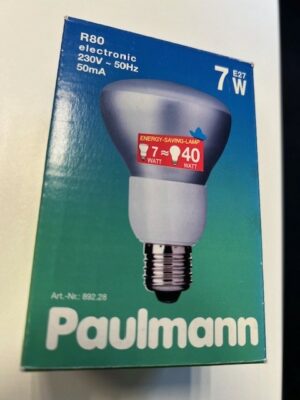 R80
electronic
230V ~ 50Hz
50mA
7 E27
W
ENERGY-SAVING-LAMP
7 ≈ 40
WATT WATT
Art.-Nr.: 892.28
Paulmann